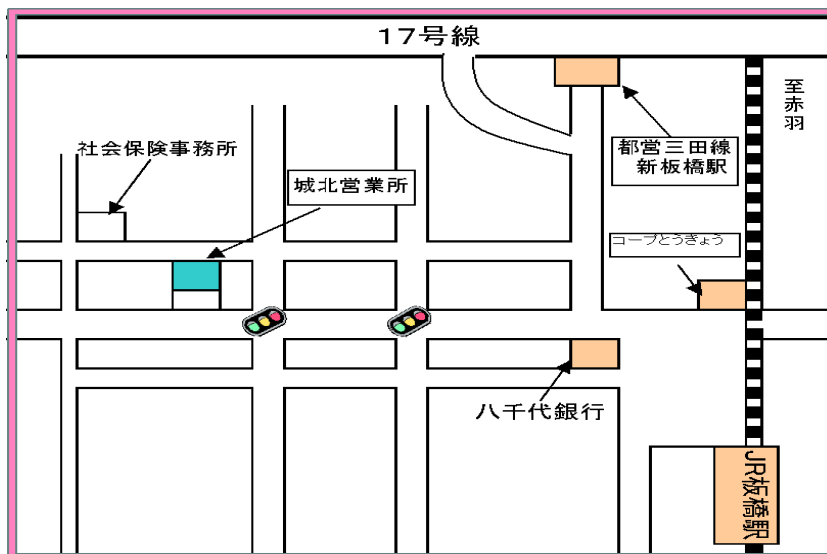 17号線
至赤羽
都営三田線
新板橋駅
社会保険事務所
城北営業所
コープとうきょう
八千代銀行
JR板橋駅